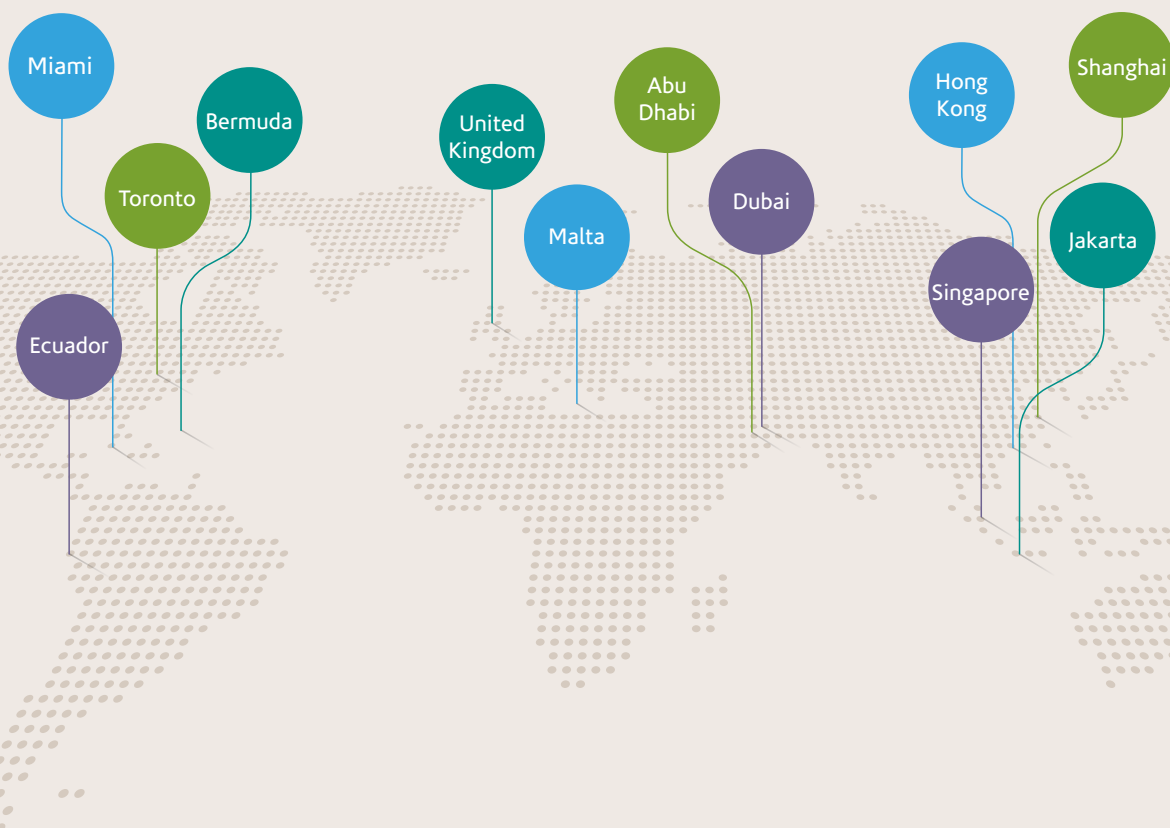 Miami
Bermuda
Toronto
Ecuador
United
Kingdom
Malta
Abu
Dhabi
Dubai
Hong
Kong
Shanghai
Singapore
Jakarta